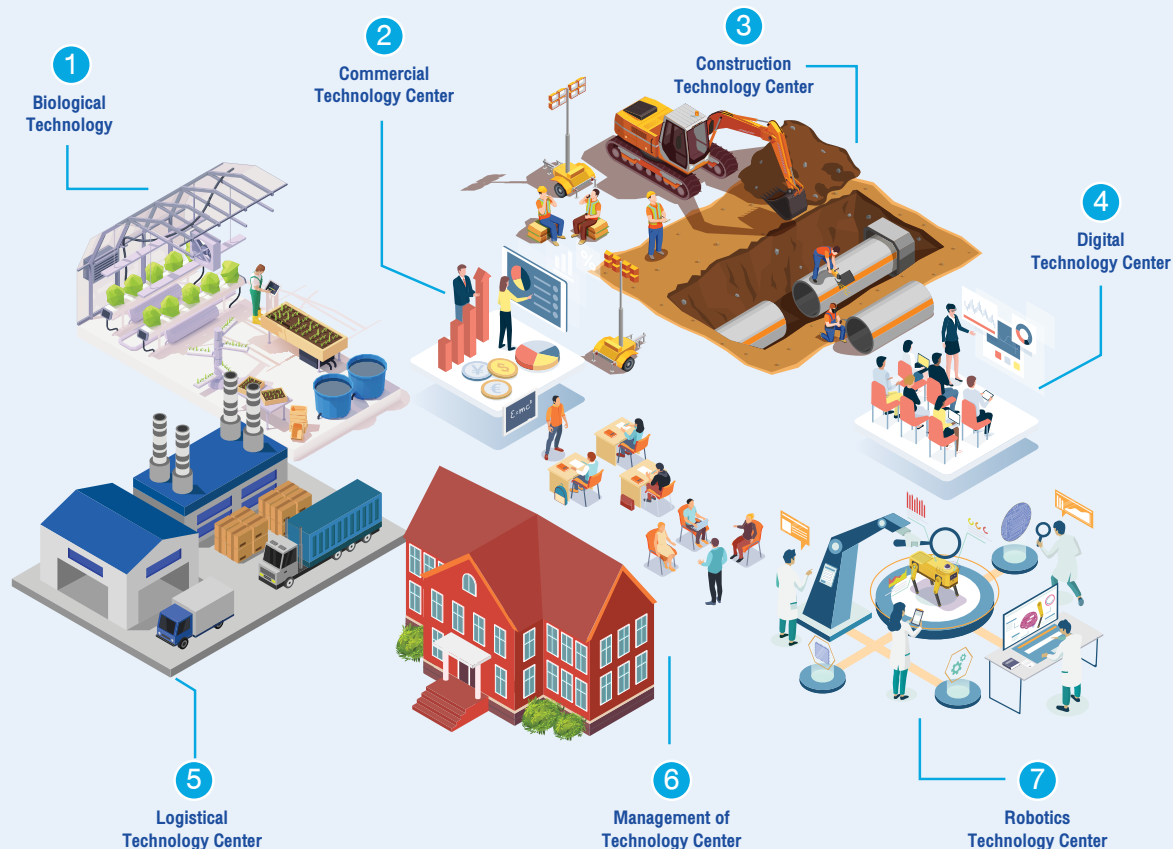 1
Biological
Technology
2
Commercial
Technology Center
3
Construction
Technology Center
4
Digital
Technology Center
%
¥
$
€
E=mc²
5
Logistical
Technology Center
6
Management of
Technology Center
7
Robotics
Technology Center